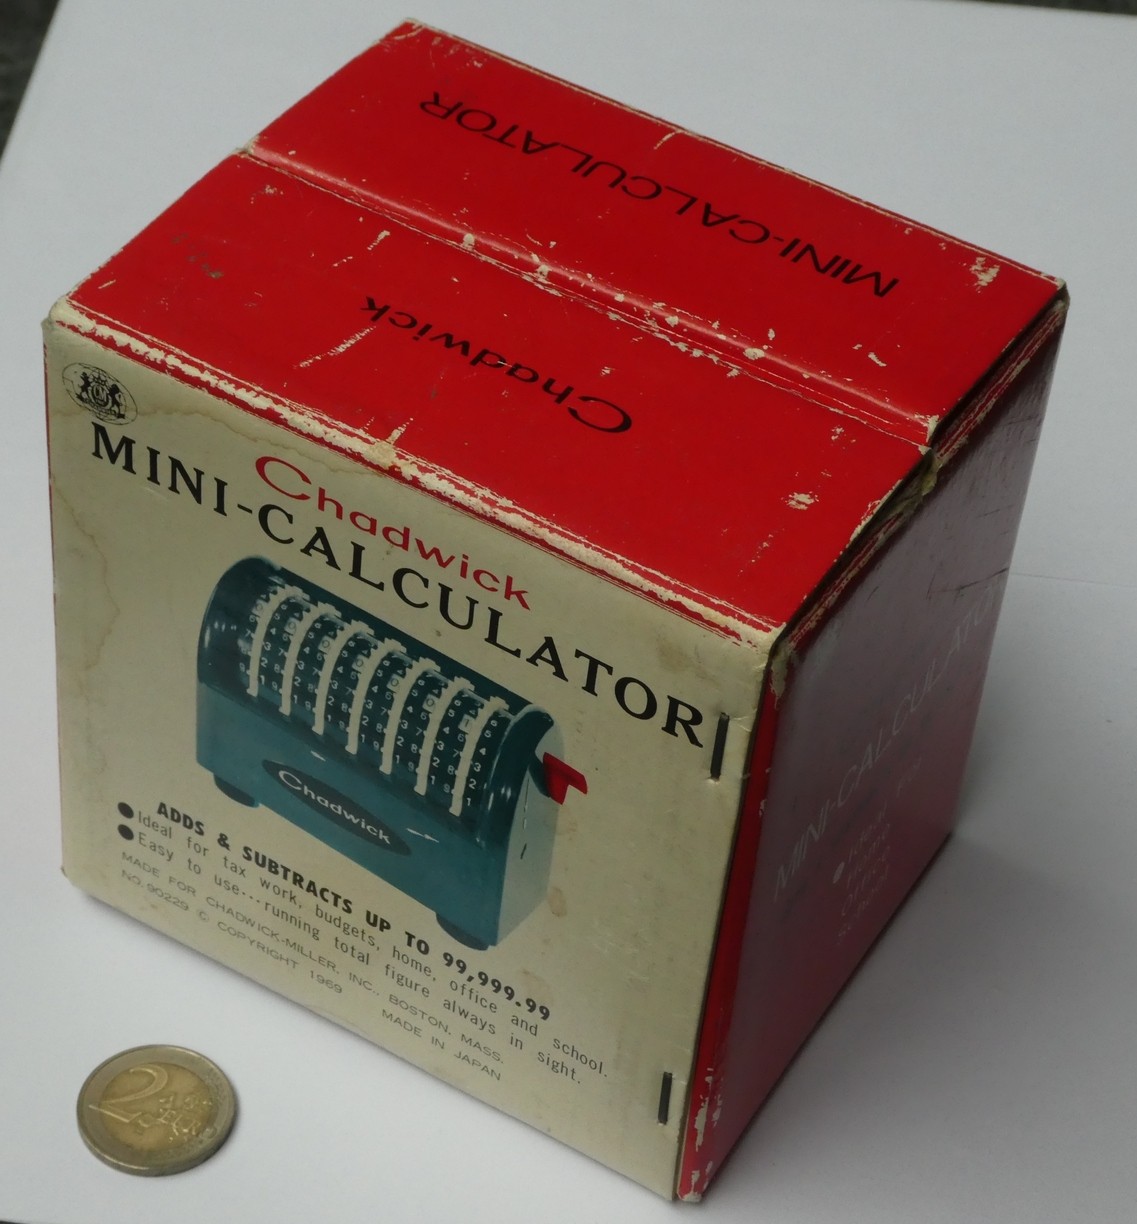 MINI-CALCULATOR
Chadwick
Chadwick
MINI-CALCULATOR
Chadwick
ADDS & SUBTRACTS UP TO 99,999.99
● Ideal for tax work, budgets, home, office and school.
● Easy to use...running total figure always in sight.
MADE FOR CHADWICK-MILLER, INC., BOSTON, MASS.
NO. 90229 © COPYRIGHT 1969 MADE IN JAPAN
MINI-CALCULATOR
2 EURO